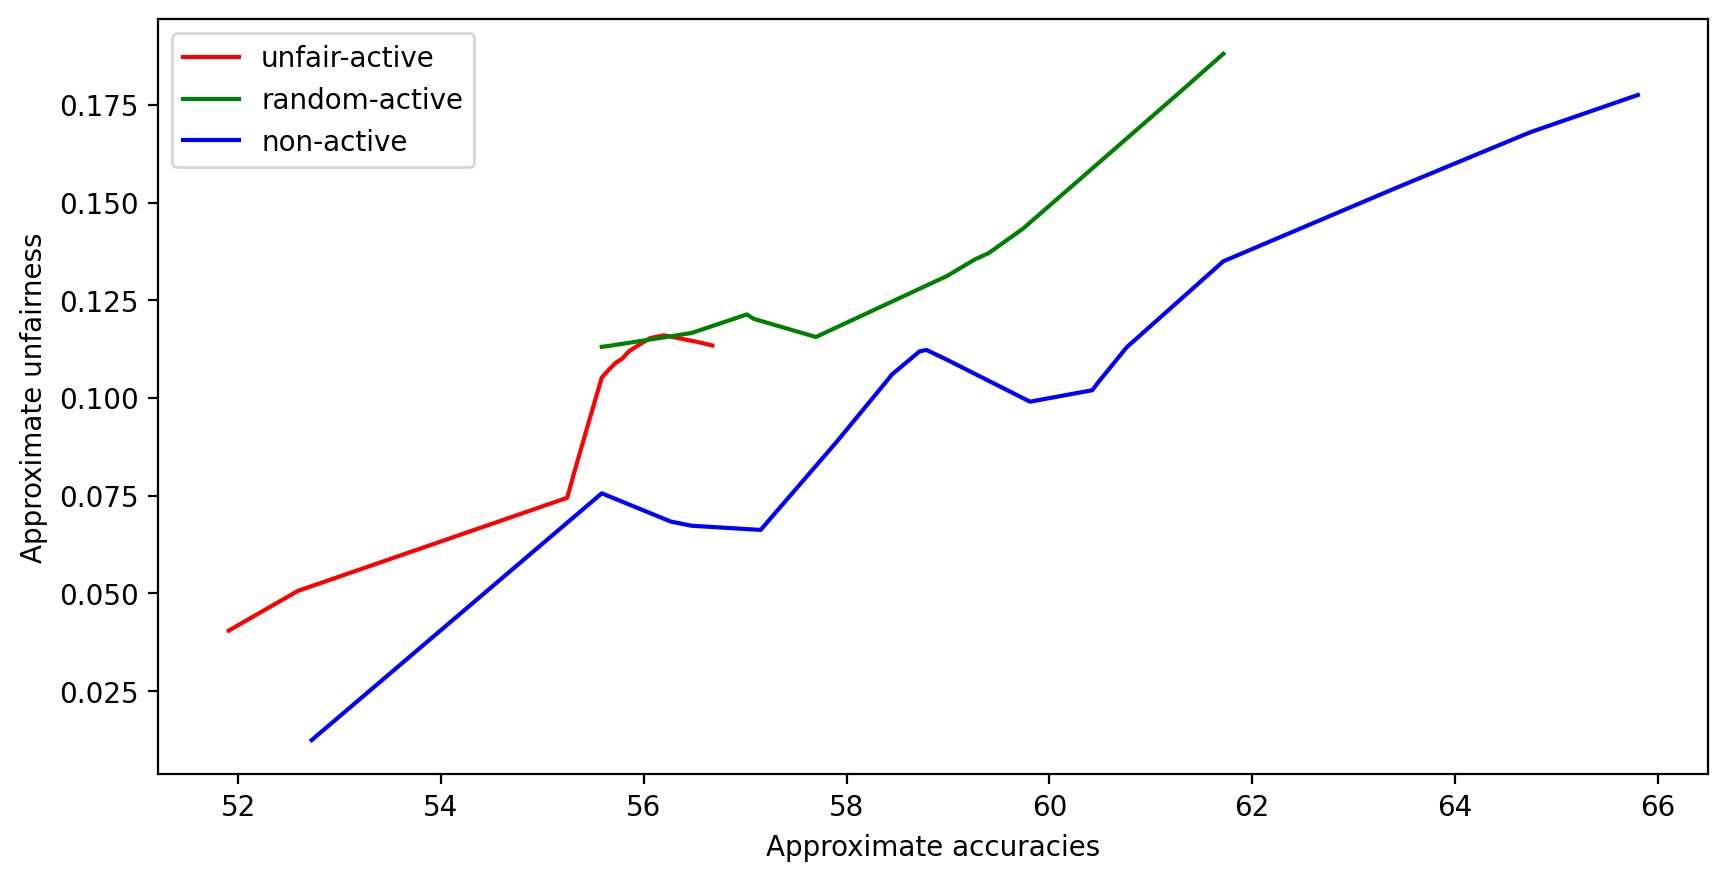 unfair-active
random-active
non-active
Approximate unfairness
0.175
0.150
0.125
0.100
0.075
0.050
0.025
52 54 56 58 60 62 64 66
Approximate accuracies